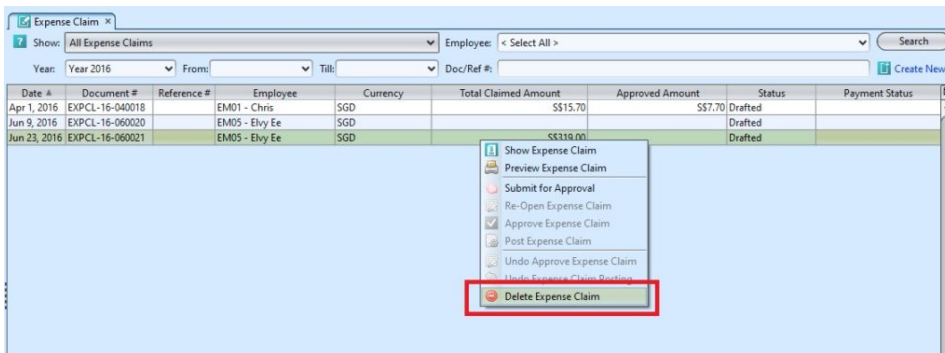 Expense Claim ×
? Show: All Expense Claims Employee: < Select All > Search
Year: Year 2016 From: Till: Doc/Ref #: Create New
Date Document # Reference # Employee Currency Total Claimed Amount Approved Amount Status Payment Status
Apr 1, 2016 EXPCL-16-040018 EM01 - Chris SGD S$15.70 S$7.70 Drafted
Jun 9, 2016 EXPCL-16-060020 EM05 - Elvy Ee SGD Drafted
Jun 23, 2016 EXPCL-16-060021 EM05 - Elvy Ee SGD S$319.00 Drafted
Show Expense Claim
Preview Expense Claim
Submit for Approval
Re-Open Expense Claim
Approve Expense Claim
Post Expense Claim
Undo Approve Expense Claim
Undo Expense Claim Posting
Delete Expense Claim